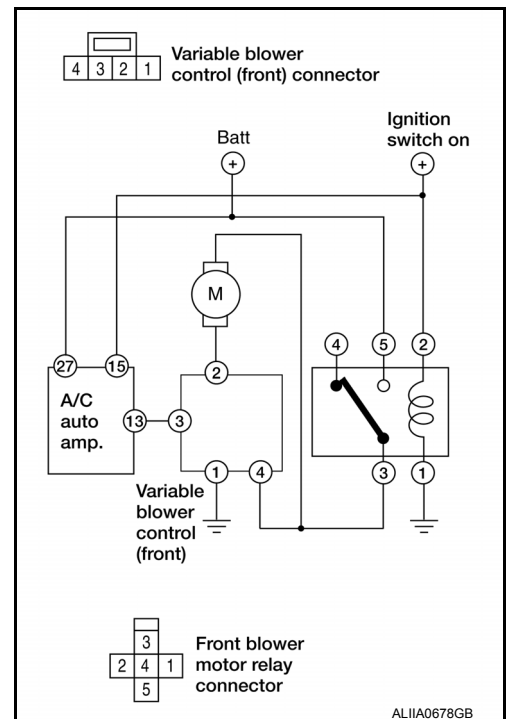 4 3 2 1
Variable blower
control (front) connector
Ignition
switch on
Batt
+
+
M
4
5
2
27
15
2
A/C
auto
amp.
13
3
1
4
3
1
Variable
blower
control
(front)
3
2 4 1
5
Front blower
motor relay
connector
ALIIA0678GB